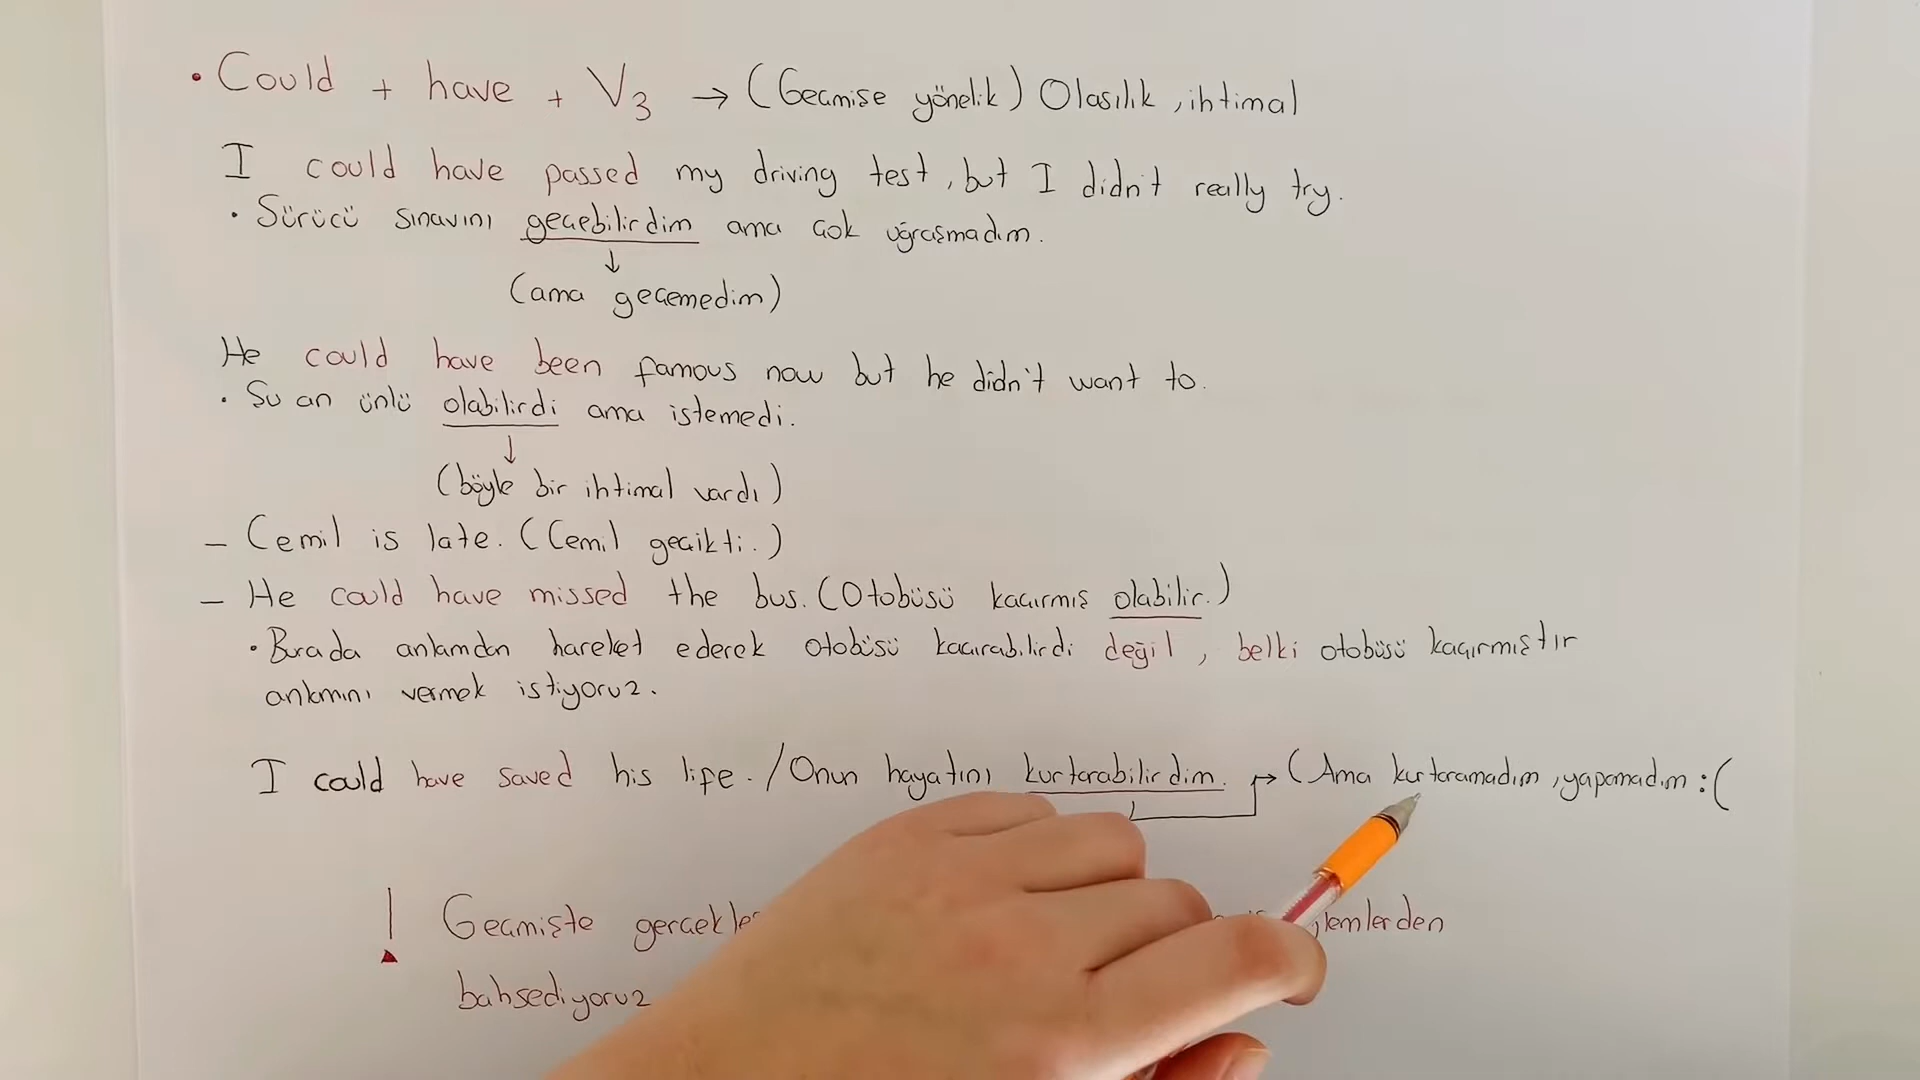 • Could + have + V3 → (Geçmişe yönelik) Olasılık, ihtimal
I could have passed my driving test, but I didn't really try.
• Sürücü sınavını geçebilirdim ama çok uğraşmadım.
↓
(ama geçemedim)
He could have been famous now but he didn't want to.
• Şu an ünlü olabilirdi ama istemedi.
↓
(böyle bir ihtimal vardı)
– Cemil is late. (Cemil gecikti.)
– He could have missed the bus. (Otobüsü kaçırmış olabilir.)
• Burada anlamdan hareket ederek otobüsü kaçırabilirdi değil, belki otobüsü kaçırmıştır
anlamını vermek istiyoruz.
I could have saved his life. / Onun hayatını kurtarabilirdim. → (Ama kurtaramadım, yapamadım :(
! Geçmişte
bahsediyoruz